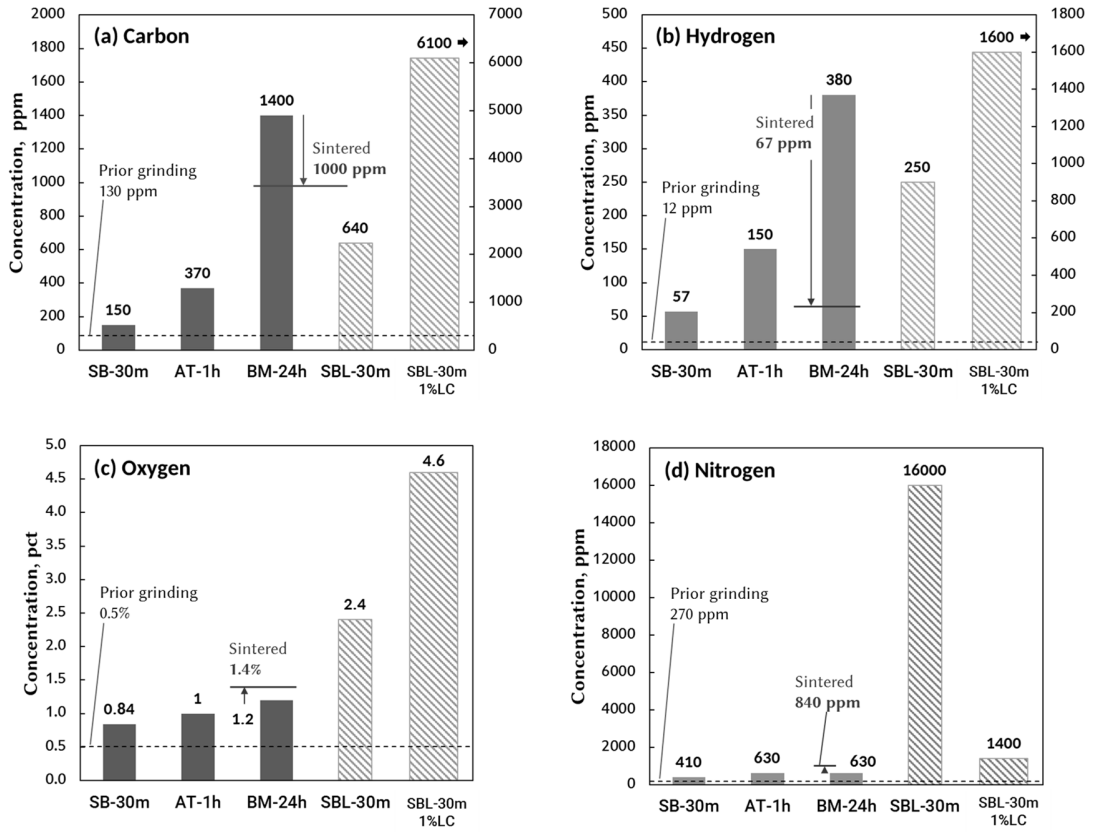 (a) Carbon
Concentration, ppm
2000
1800
1600
1400
1200
1000
800
600
400
200
0
7000
6000
5000
4000
3000
2000
1000
0
Prior grinding
130 ppm
150
370
1400
Sintered
1000 ppm
640
6100
SB-30m
AT-1h
BM-24h
SBL-30m
SBL-30m
1%LC
(b) Hydrogen
Concentration, ppm
500
450
400
350
300
250
200
150
100
50
0
1800
1600
1400
1200
1000
800
600
400
200
0
Prior grinding
12 ppm
57
150
380
Sintered
67 ppm
250
1600
SB-30m
AT-1h
BM-24h
SBL-30m
SBL-30m
1%LC
(c) Oxygen
Concentration, pct
5.0
4.5
4.0
3.5
3.0
2.5
2.0
1.5
1.0
0.5
0.0
Prior grinding
0.5%
0.84
1
1.2
Sintered
1.4%
2.4
4.6
SB-30m
AT-1h
BM-24h
SBL-30m
SBL-30m
1%LC
(d) Nitrogen
Concentration, ppm
18000
16000
14000
12000
10000
8000
6000
4000
2000
0
Prior grinding
270 ppm
410
630
630
Sintered
840 ppm
16000
1400
SB-30m
AT-1h
BM-24h
SBL-30m
SBL-30m
1%LC